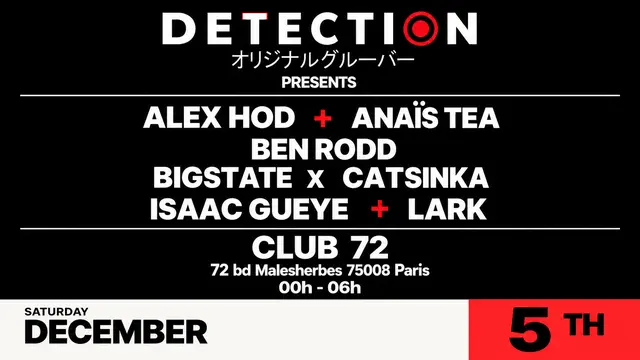 DETECTION
オリジナルグルーバー
PRESENTS
ALEX HOD + ANAÏS TEA
BEN RODD
BIGSTATE X CATSINKA
ISAAC GUEYE + LARK
CLUB 72
72 bd Malesherbes 75008 Paris
00h - 06h
SATURDAY
DECEMBER
5 TH